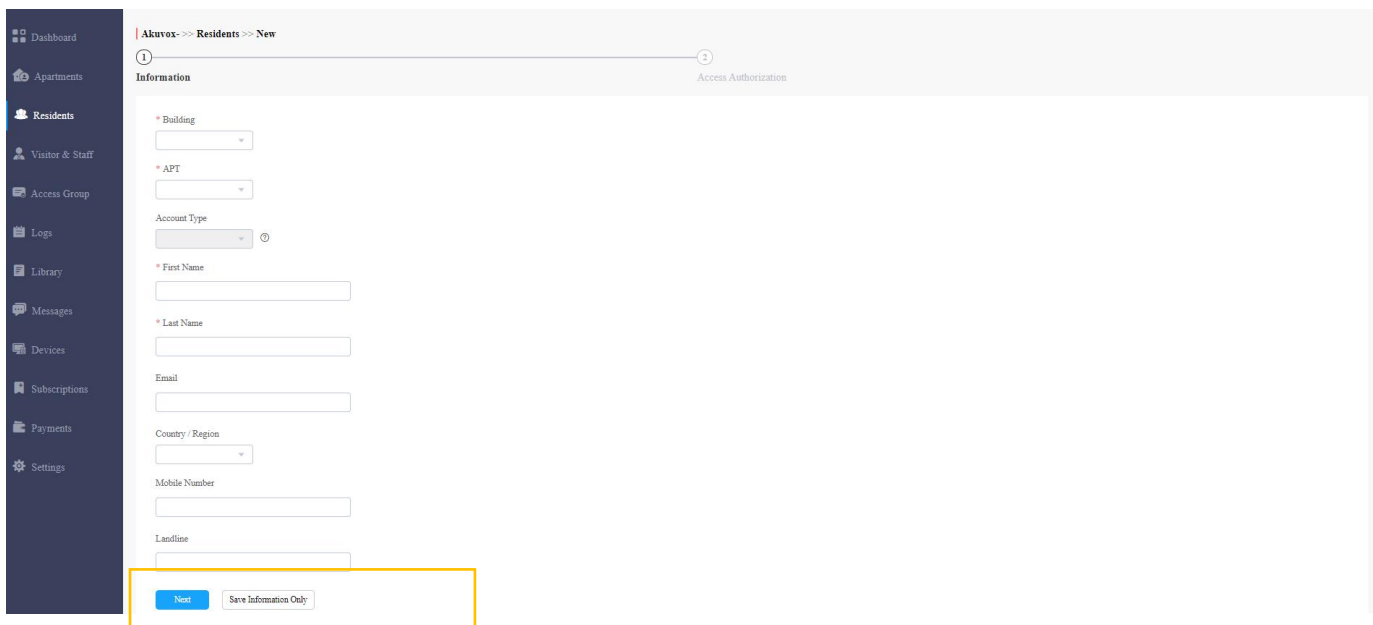 Dashboard
Apartments
Residents
Visitor & Staff
Access Group
Logs
Library
Messages
Devices
Subscriptions
Payments
Settings
Akuvox- >> Residents >> New
1
Information
2
Access Authorization
* Building
* APT
Account Type
?
* First Name
* Last Name
Email
Country / Region
Mobile Number
Landline
Next Save Information Only